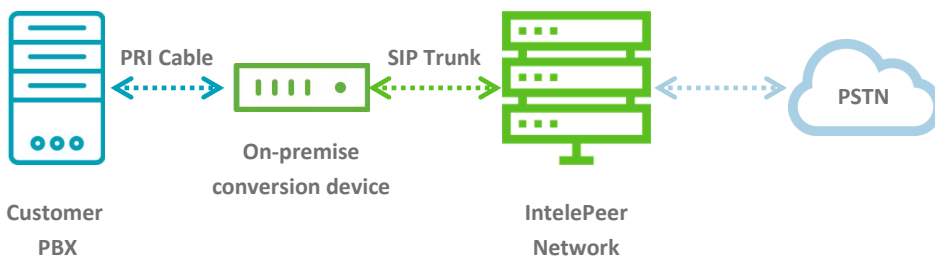 PRI Cable
SIP Trunk
PSTN
On-premise
conversion device
Customer
PBX
IntelePeer
Network